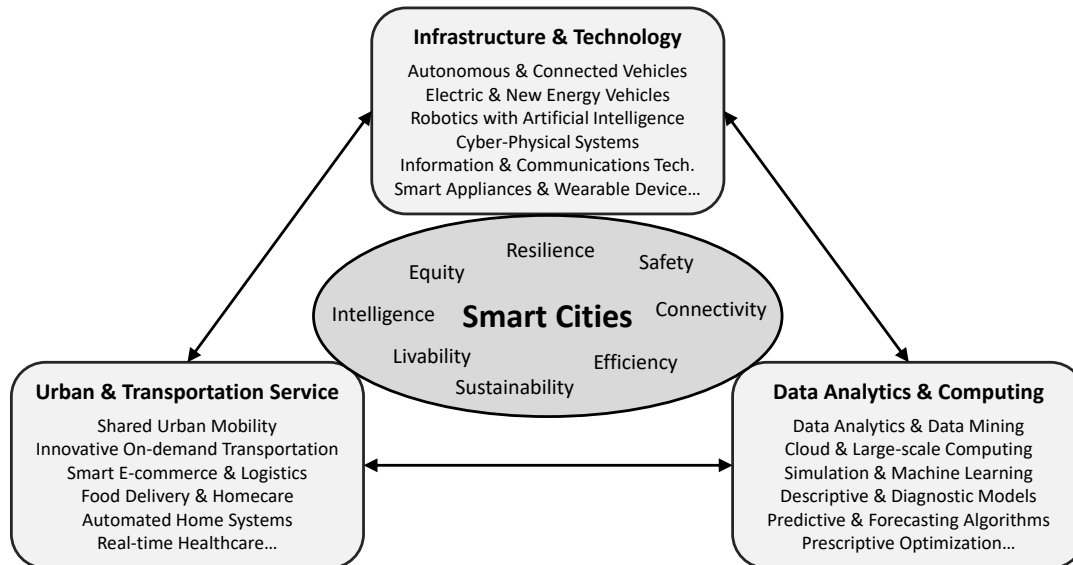 Infrastructure & Technology
Autonomous & Connected Vehicles
Electric & New Energy Vehicles
Robotics with Artificial Intelligence
Cyber-Physical Systems
Information & Communications Tech.
Smart Appliances & Wearable Device…
Resilience
Equity
Safety
Intelligence
Smart Cities
Connectivity
Livability
Efficiency
Sustainability
Urban & Transportation Service
Shared Urban Mobility
Innovative On-demand Transportation
Smart E-commerce & Logistics
Food Delivery & Homecare
Automated Home Systems
Real-time Healthcare…
Data Analytics & Computing
Data Analytics & Data Mining
Cloud & Large-scale Computing
Simulation & Machine Learning
Descriptive & Diagnostic Models
Predictive & Forecasting Algorithms
Prescriptive Optimization…